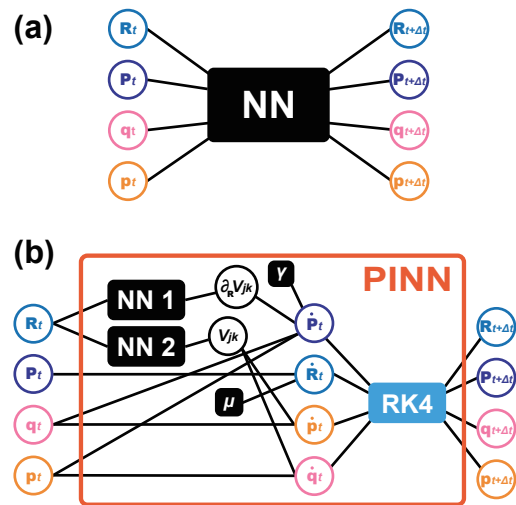 (a)
Rt
Rt+Δt
Pt
Pt+Δt
NN
qt
qt+Δt
pt
pt+Δt
(b)
PINN
γ
∂RVjk
NN 1
Rt
Ṗt
Rt+Δt
NN 2
Vjk
Pt
Ṙt
Pt+Δt
μ
RK4
qt
ṗt
qt+Δt
pt
q̇t
pt+Δt